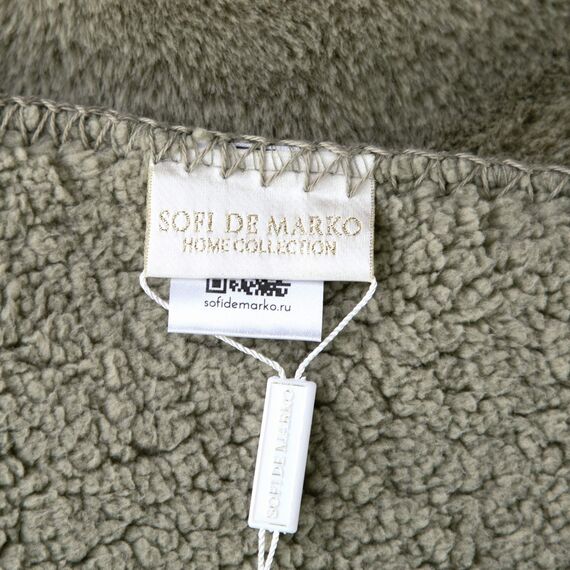 SOFI DE MARKO
HOME COLLECTION
sofidemarko.ru
SOFI DE MARKO